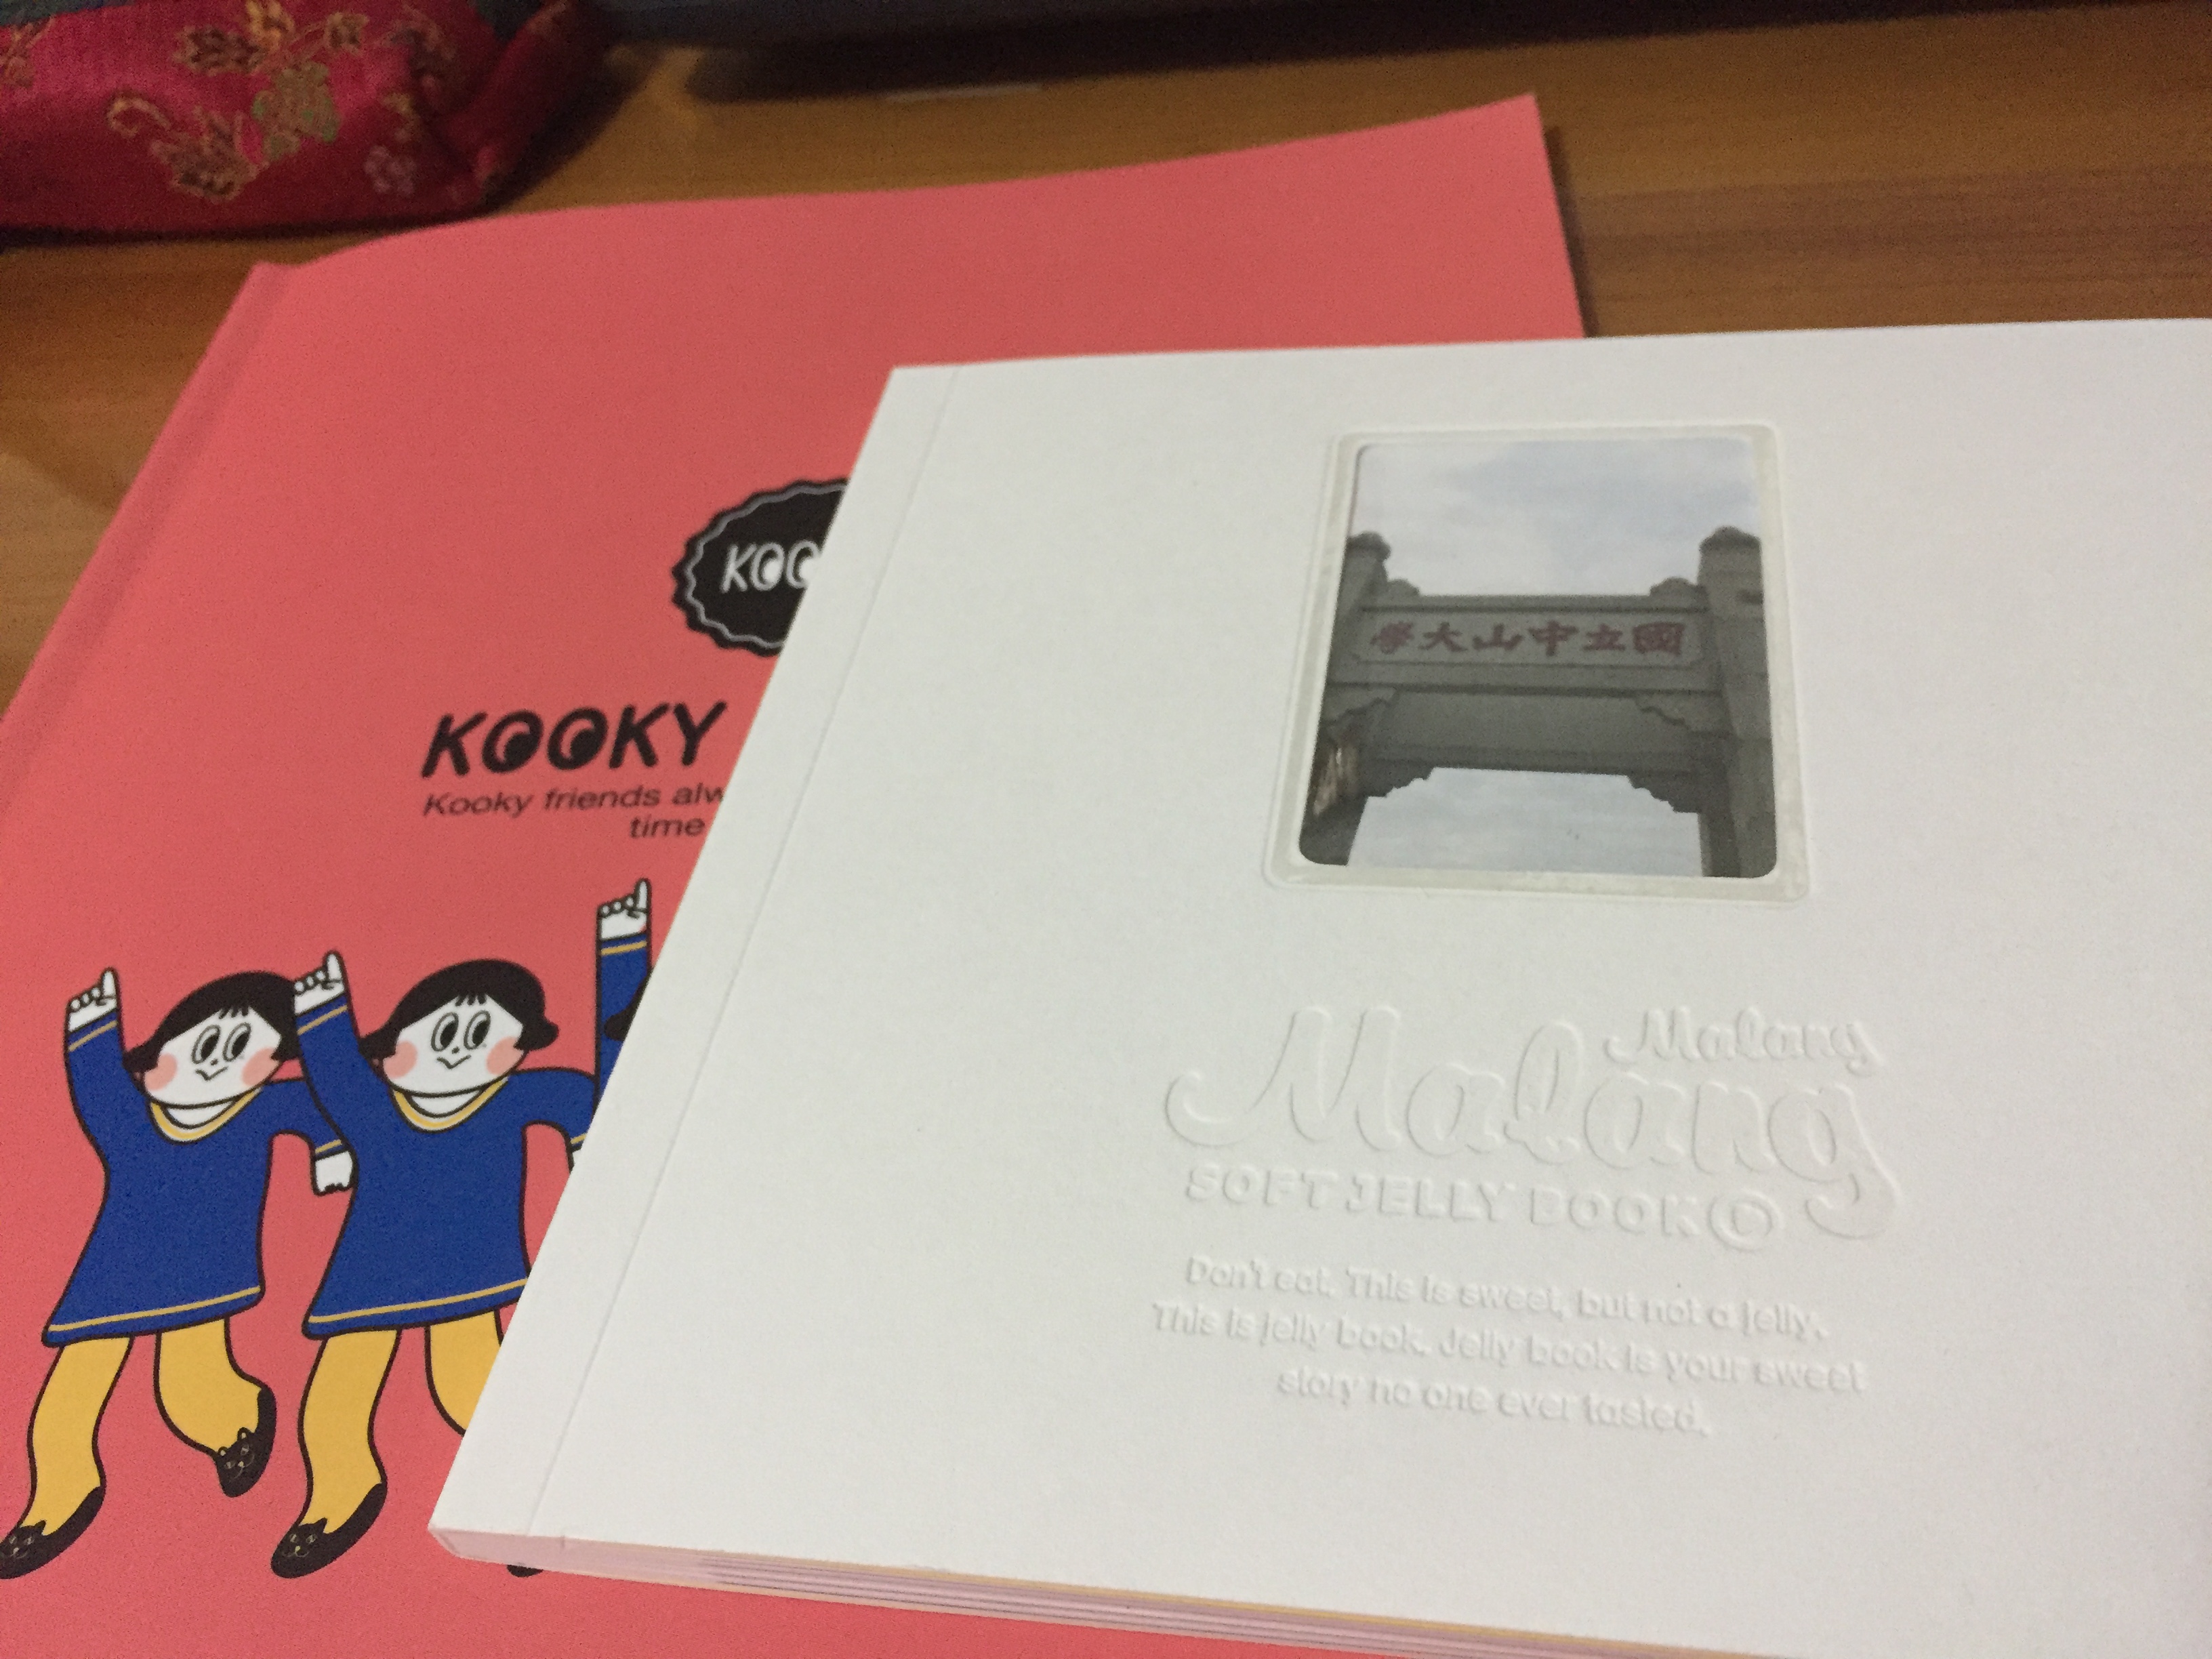 KOO
KOOKY
Kooky friends
time
學大山中立國
Malang
Malang
SOFT JELLY BOOK
Don't eat. This is sweet, but not a jelly.
This is jelly book. Jelly book is your sweet
story no one ever tasted.